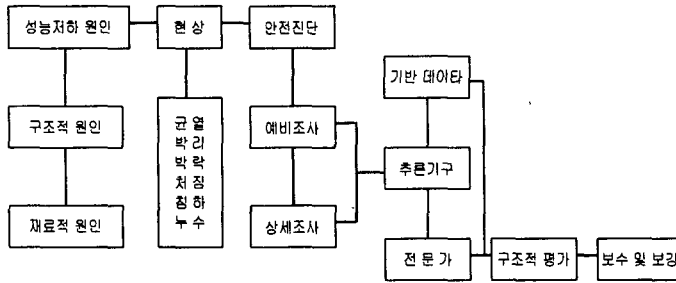 성능저하 원인
현 상
안전진단
기반 데이타
구조적 원인
균 열
박 리
박 락
처 짐
침 하
누 수
예비조사
추론기구
재료적 원인
상세조사
전 문 가
구조적 평가
보수 및 보강